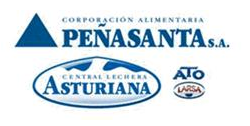 CORPORACIÓN ALIMENTARIA
PEÑASANTA S.A.
CENTRAL LECHERA
ASTURIANA
ATO
LARSA